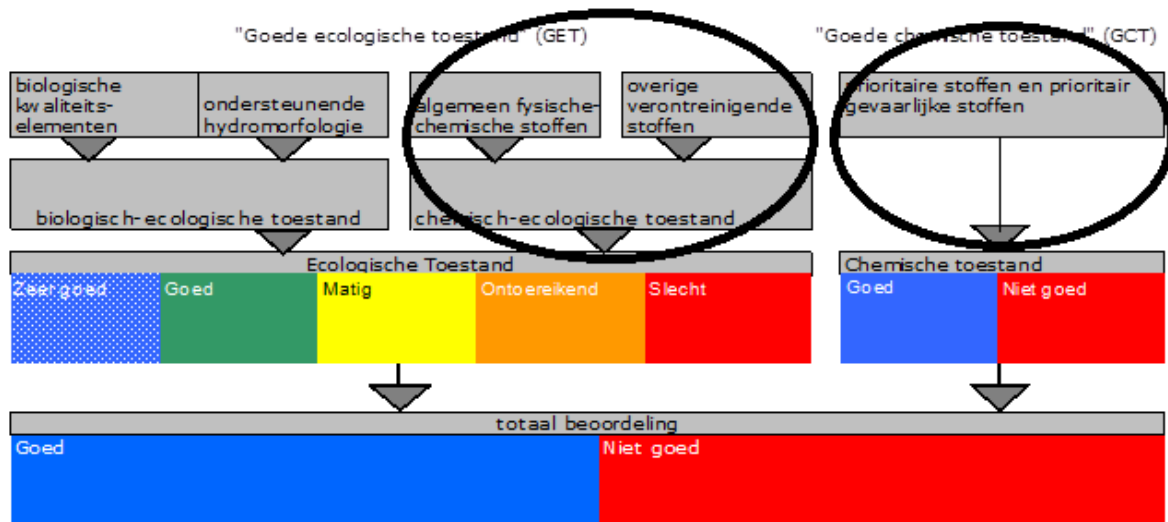 "Goede ecologische toestand" (GET)
"Goede chemische toestand" (GCT)
biologische
kwaliteits-
elementen
ondersteunende
hydromorfologie
algemeen fysische-
chemische stoffen
overige
verontreinigende
stoffen
prioritaire stoffen en prioritair
gevaarlijke stoffen
biologisch-ecologische toestand
chemisch-ecologische toestand
Ecologische Toestand
Chemische toestand
Zeer goed
Goed
Matig
Ontoereikend
Slecht
Goed
Niet goed
totaal beoordeling
Goed
Niet goed